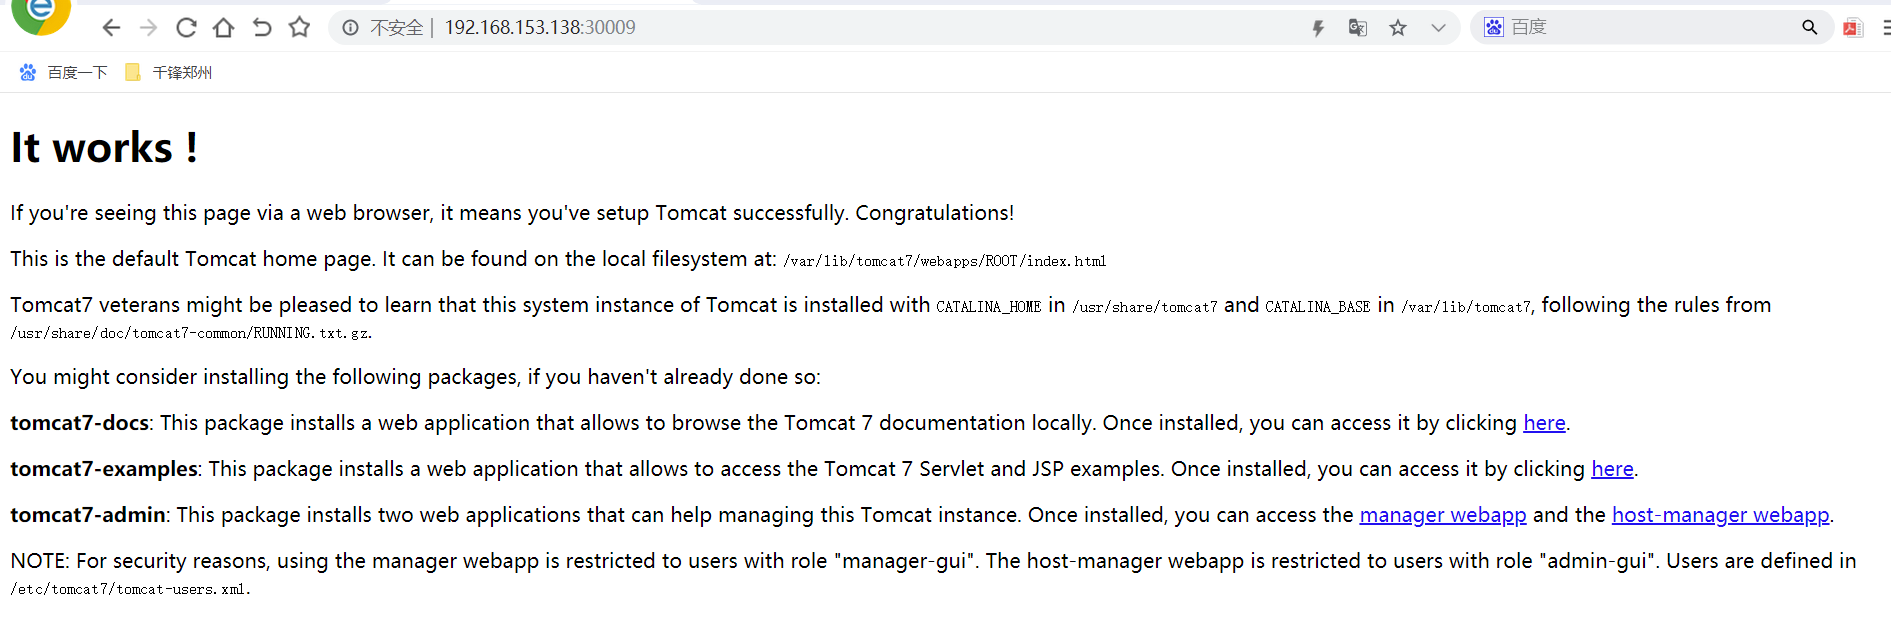 不安全 | 192.168.153.138:30009
百度
百度一下 千锋郑州
It works !
If you're seeing this page via a web browser, it means you've setup Tomcat successfully. Congratulations!
This is the default Tomcat home page. It can be found on the local filesystem at: /var/lib/tomcat7/webapps/ROOT/index.html
Tomcat7 veterans might be pleased to learn that this system instance of Tomcat is installed with CATALINA_HOME in /usr/share/tomcat7 and CATALINA_BASE in /var/lib/tomcat7, following the rules from
/usr/share/doc/tomcat7-common/RUNNING.txt.gz.
You might consider installing the following packages, if you haven't already done so:
tomcat7-docs: This package installs a web application that allows to browse the Tomcat 7 documentation locally. Once installed, you can access it by clicking here.
tomcat7-examples: This package installs a web application that allows to access the Tomcat 7 Servlet and JSP examples. Once installed, you can access it by clicking here.
tomcat7-admin: This package installs two web applications that can help managing this Tomcat instance. Once installed, you can access the manager webapp and the host-manager webapp.
NOTE: For security reasons, using the manager webapp is restricted to users with role "manager-gui". The host-manager webapp is restricted to users with role "admin-gui". Users are defined in
/etc/tomcat7/tomcat-users.xml.